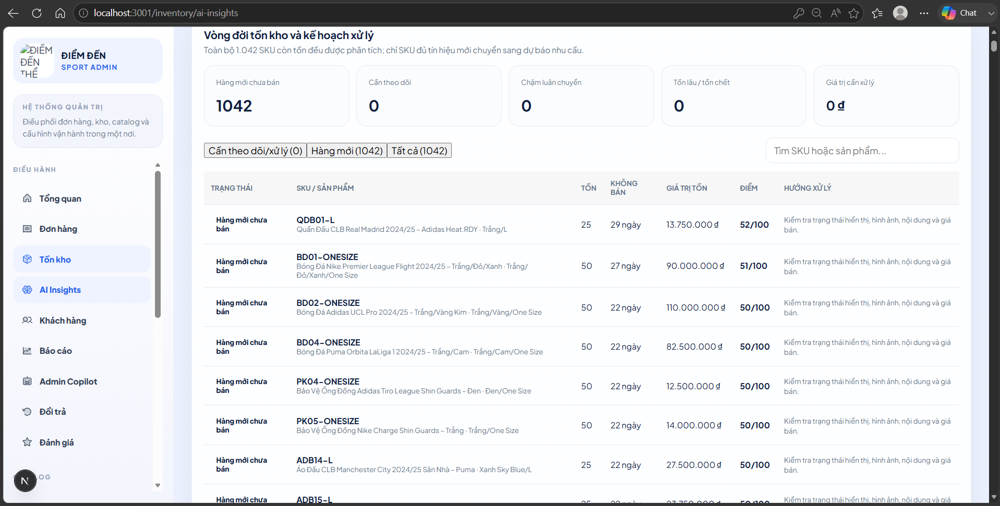 localhost:3001/inventory/ai-insights
Chat
ĐIỂM
ĐẾN
THỂ
ĐIỂM ĐẾN
SPORT ADMIN
HỆ THỐNG QUẢN TRỊ
Điều phối đơn hàng, kho, catalog và
cấu hình vận hành trong một nơi.
ĐIỀU HÀNH
Tổng quan
Đơn hàng
Tồn kho
AI Insights
Khách hàng
Báo cáo
Admin Copilot
Đổi trả
Đánh giá
LOG
N
Vòng đời tồn kho và kế hoạch xử lý
Toàn bộ 1.042 SKU còn tồn đều được phân tích; chỉ SKU đủ tín hiệu mới chuyển sang dự báo nhu cầu.
Hàng mới chưa bán
1042
Cần theo dõi
0
Chậm luân chuyển
0
Tồn lâu / tồn chết
0
Giá trị cần xử lý
0 ₫
Cần theo dõi/xử lý (0)
Hàng mới (1042)
Tất cả (1042)
Tìm SKU hoặc sản phẩm...
TRẠNG THÁI
SKU / SẢN PHẨM
TỒN
KHÔNG
BÁN
GIÁ TRỊ TỒN
ĐIỂM
HƯỚNG XỬ LÝ
Hàng mới chưa
bán
QDB01-L
Quần Đấu CLB Real Madrid 2024/25 – Adidas Heat.RDY · Trắng/L
25
29 ngày
13.750.000 ₫
52/100
Kiểm tra trạng thái hiển thị, hình ảnh, nội dung và giá
bán.
Hàng mới chưa
bán
BD01-ONESIZE
Bóng Đá Nike Premier League Flight 2024/25 – Trắng/Đỏ/Xanh · Trắng/
Đỏ/Xanh/One Size
50
27 ngày
90.000.000 ₫
51/100
Kiểm tra trạng thái hiển thị, hình ảnh, nội dung và giá
bán.
Hàng mới chưa
bán
BD02-ONESIZE
Bóng Đá Adidas UCL Pro 2024/25 – Trắng/Vàng Kim · Trắng/Vàng/One Size
50
22 ngày
110.000.000 ₫
50/100
Kiểm tra trạng thái hiển thị, hình ảnh, nội dung và giá
bán.
Hàng mới chưa
bán
BD04-ONESIZE
Bóng Đá Puma Orbita LaLiga 1 2024/25 – Trắng/Cam · Trắng/Cam/One Size
50
22 ngày
82.500.000 ₫
50/100
Kiểm tra trạng thái hiển thị, hình ảnh, nội dung và giá
bán.
Hàng mới chưa
bán
PK04-ONESIZE
Bảo Vệ Ống Đồng Adidas Tiro League Shin Guards – Đen · Đen/One Size
50
22 ngày
12.500.000 ₫
50/100
Kiểm tra trạng thái hiển thị, hình ảnh, nội dung và giá
bán.
Hàng mới chưa
bán
PK05-ONESIZE
Bảo Vệ Ống Đồng Nike Charge Shin Guards – Trắng · Trắng/One Size
50
22 ngày
14.000.000 ₫
50/100
Kiểm tra trạng thái hiển thị, hình ảnh, nội dung và giá
bán.
Hàng mới chưa
bán
ADB14-L
Áo Đấu CLB Manchester City 2024/25 Sân Nhà – Puma · Xanh Sky Blue/L
25
22 ngày
27.500.000 ₫
50/100
Kiểm tra trạng thái hiển thị, hình ảnh, nội dung và giá
bán.
Hàng mới chưa
ADB15-L
25
22 ngày
23.750.000 ₫
50/100
Kiểm tra trạng thái hiển thị, hình ảnh, nội dung và giá